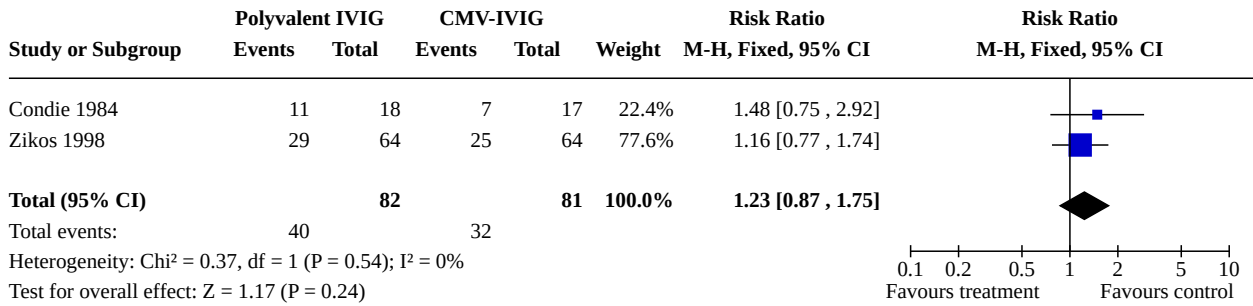 Polyvalent IVIG CMV-IVIG Risk Ratio Risk Ratio
Study or Subgroup Events Total Events Total Weight M-H, Fixed, 95% CI M-H, Fixed, 95% CI
Condie 1984 11 18 7 17 22.4% 1.48 [0.75 , 2.92]
Zikos 1998 29 64 25 64 77.6% 1.16 [0.77 , 1.74]
Total (95% CI) 82 81 100.0% 1.23 [0.87 , 1.75]
Total events: 40 32
Heterogeneity: Chi² = 0.37, df = 1 (P = 0.54); I² = 0% 0.1 0.2 0.5 1 2 5 10
Test for overall effect: Z = 1.17 (P = 0.24) Favours treatment Favours control